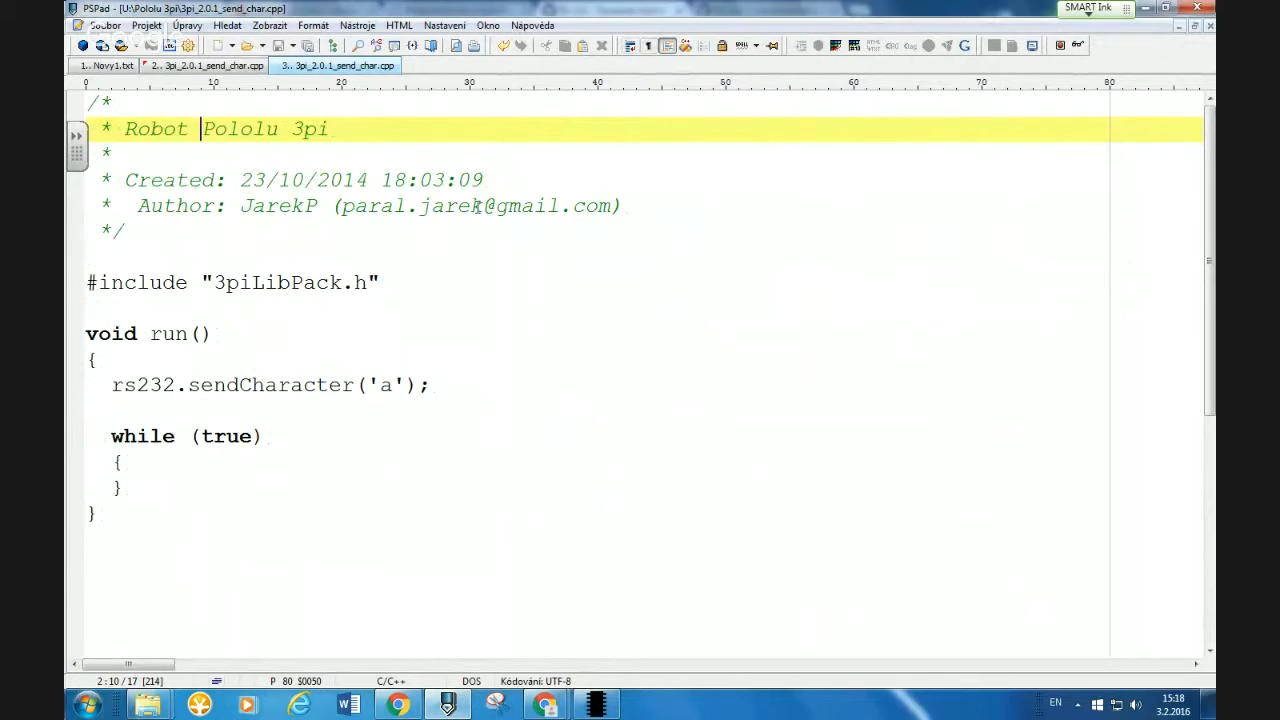 PSPad - [U:\Pololu 3pi\3pi_2.0.1_send_char.cpp]
SMART Ink
Soubor Projekt Úpravy Hledat Zobrazit Formát Nástroje HTML Nastavení Okno Nápověda
1.. Novy1.txt 2.. 3pi_2.0.1_send_char.cpp 3.. 3pi_2.0.1_send_char.cpp
0 10 20 30 40 50 60 70 80
/*
* Robot Pololu 3pi
*
* Created: 23/10/2014 18:03:09
* Author: JarekP (paral.jarek@gmail.com)
*/
#include "3piLibPack.h"
void run()
{
rs232.sendCharacter('a');
while (true)
{
}
}
2:10 / 17 [214] P 80 $0050 C/C++ DOS Kódování: UTF-8
EN 15:18
3.2.2016